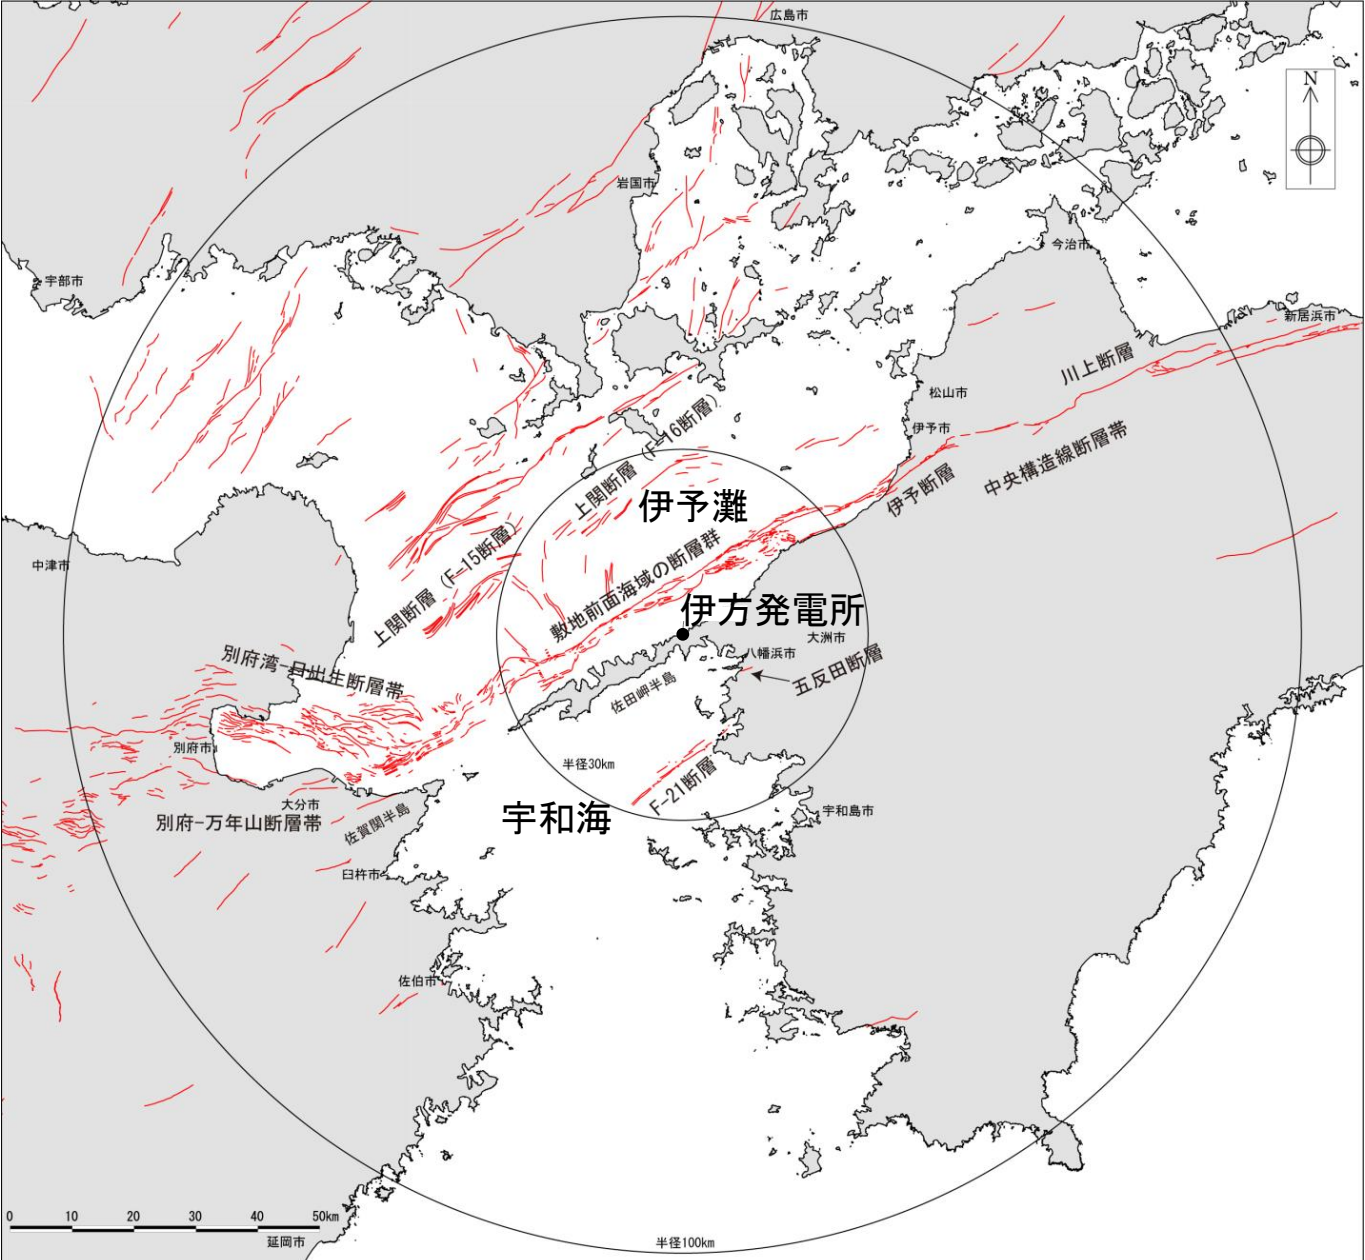 広島市
N
岩国市
今治市
宇部市
新居浜市
川上断層
松山市
伊予市
上関断層(F-16断層)
中央構造線断層帯
伊予断層
伊予灘
中津市
上関断層(F-15断層)
敷地前面海域の断層群
伊方発電所
大洲市
八幡浜市
別府湾-日出生断層帯
五反田断層
佐田岬半島
別府市
半径30km
F-21断層
大分市
別府-万年山断層帯
佐賀関半島
宇和海
宇和島市
臼杵市
佐伯市
0 10 20 30 40 50km
延岡市
半径100km